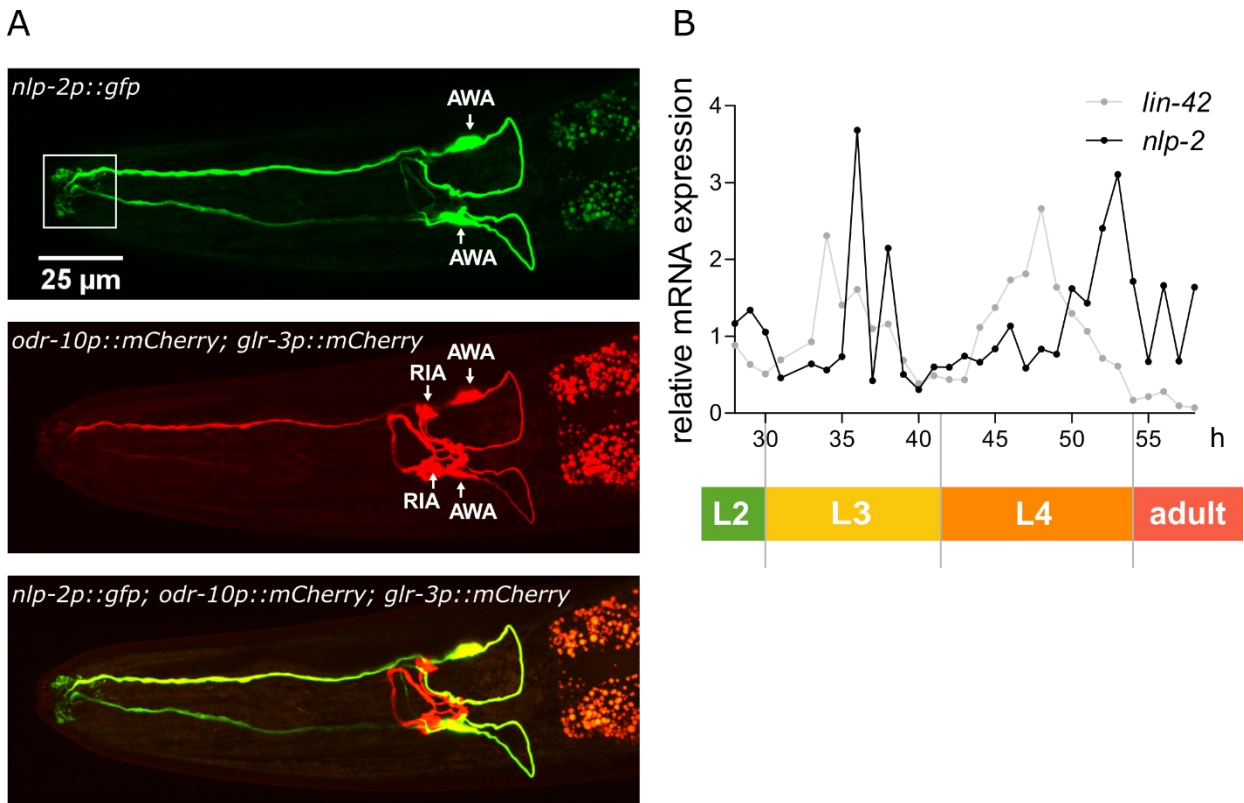 A
nlp-2p::gfp
AWA
AWA
25 µm
odr-10p::mCherry; glr-3p::mCherry
AWA
RIA
RIA
AWA
nlp-2p::gfp; odr-10p::mCherry; glr-3p::mCherry
B
relative mRNA expression
lin-42
nlp-2
4
3
2
1
0
30 35 40 45 50 55 h
L2 L3 L4 adult